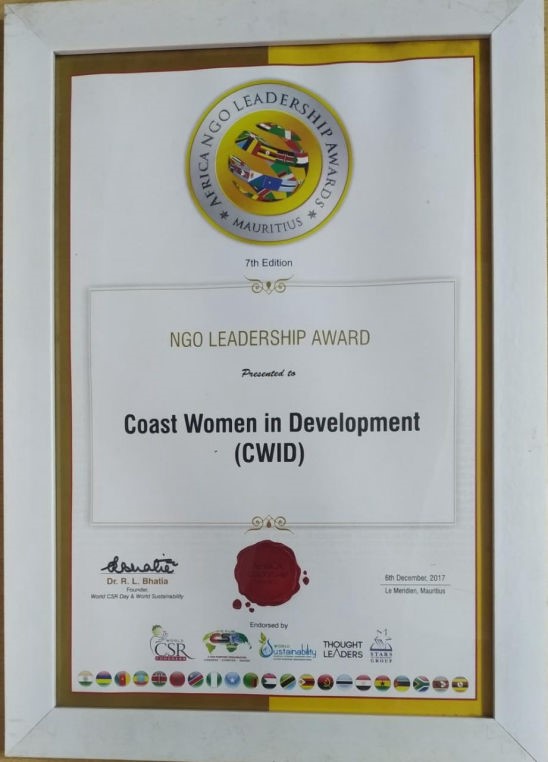 AFRICA NGO LEADERSHIP AWARDS
★ MAURITIUS ★
7th Edition
NGO LEADERSHIP AWARD
Presented to
Coast Women in Development
(CWID)
Dr. R. L. Bhatia
Founder,
World CSR Day & World Sustainability
6th December, 2017
Le Meridien, Mauritius
Endorsed by
WORLD
CSR
WORLD
Sustainability
THOUGHT
LEADERS
STARS
GROUP